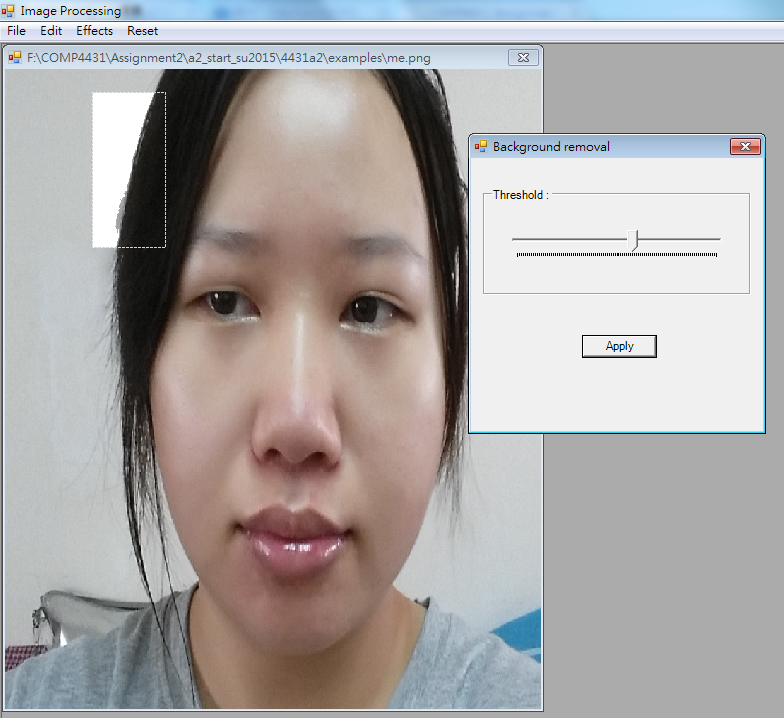 Image Processing
File Edit Effects Reset
F:\COMP4431\Assignment2\a2_start_su2015\4431a2\examples\me.png
Background removal
Threshold :
Apply